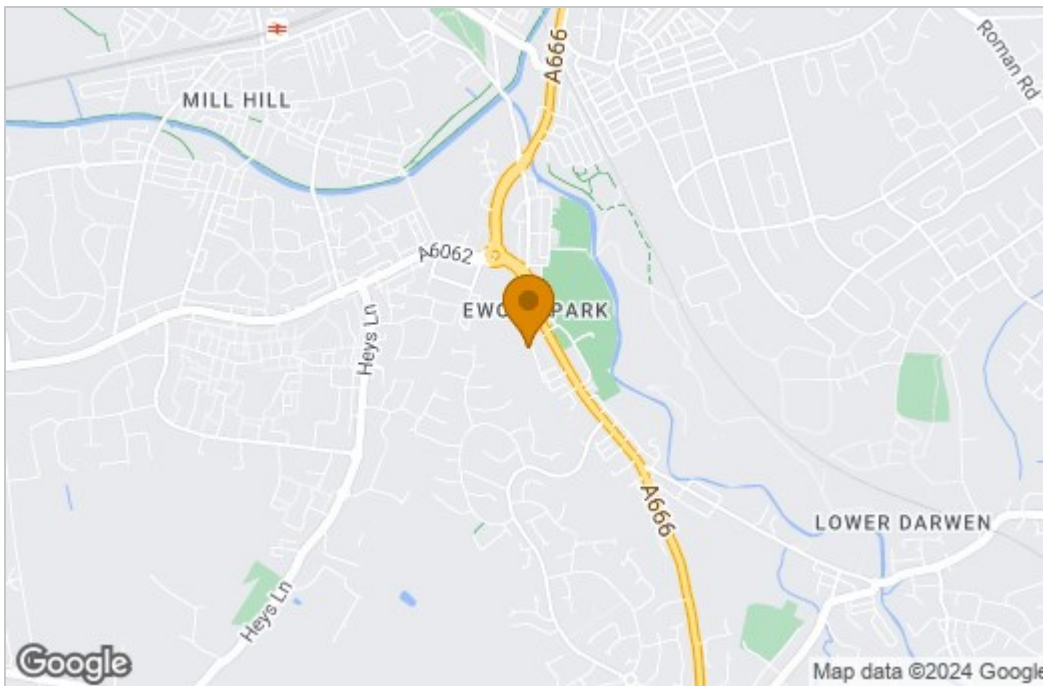 A666
Roman Rd
MILL HILL
A6062
EWO PARK
Heys Ln
A666
LOWER DARWEN
Heys Ln
Google
Map data ©2024 Google